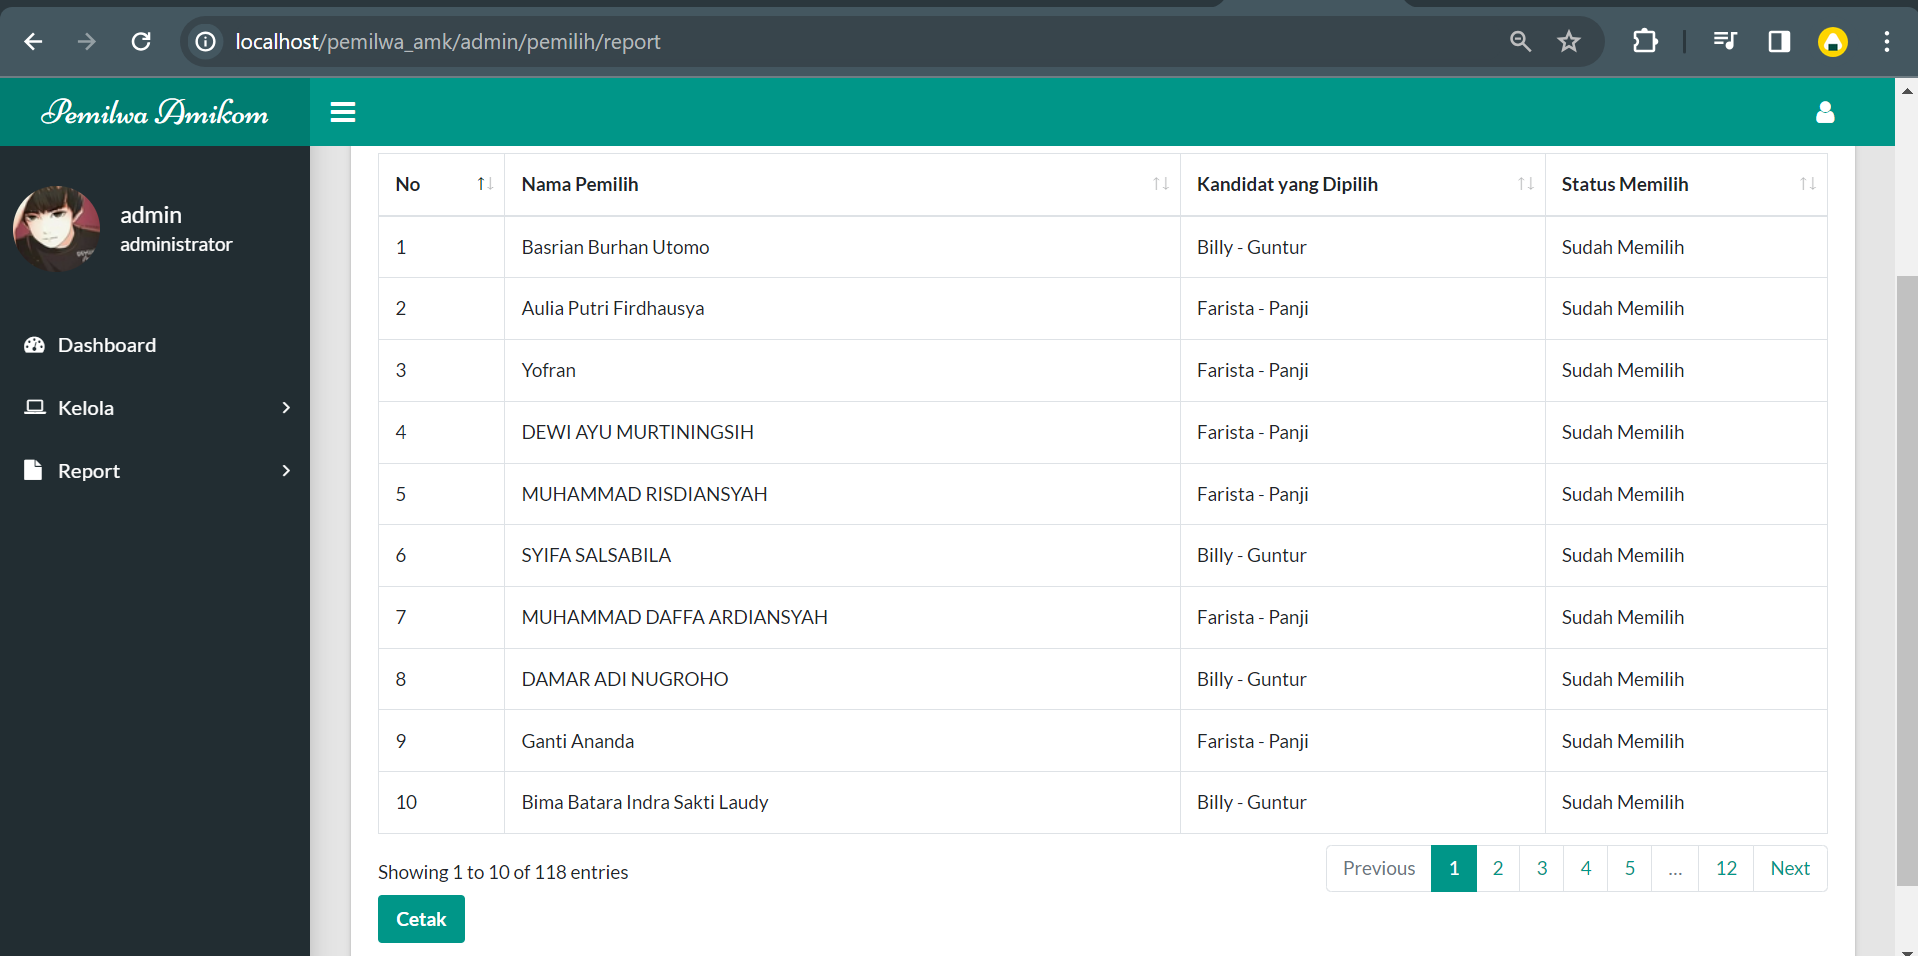 localhost/pemilwa_amk/admin/pemilih/report
Pemilwa Amikom
admin
administrator
Dashboard
Kelola
Report
No Nama Pemilih Kandidat yang Dipilih Status Memilih
1 Basrian Burhan Utomo Billy - Guntur Sudah Memilih
2 Aulia Putri Firdhausya Farista - Panji Sudah Memilih
3 Yofran Farista - Panji Sudah Memilih
4 DEWI AYU MURTININGSIH Farista - Panji Sudah Memilih
5 MUHAMMAD RISDIANSYAH Farista - Panji Sudah Memilih
6 SYIFA SALSABILA Billy - Guntur Sudah Memilih
7 MUHAMMAD DAFFA ARDIANSYAH Farista - Panji Sudah Memilih
8 DAMAR ADI NUGROHO Billy - Guntur Sudah Memilih
9 Ganti Ananda Farista - Panji Sudah Memilih
10 Bima Batara Indra Sakti Laudy Billy - Guntur Sudah Memilih
Showing 1 to 10 of 118 entries
Previous 1 2 3 4 5 ... 12 Next
Cetak